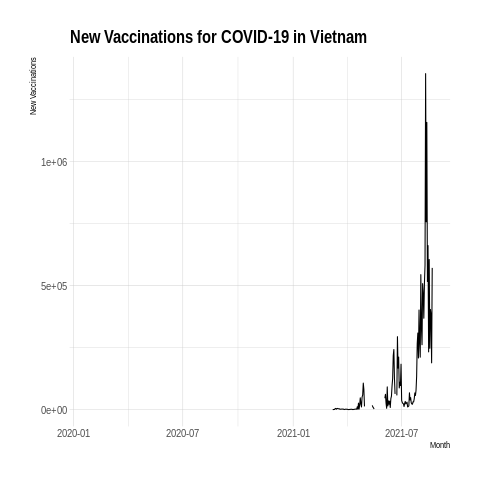 New Vaccinations for COVID-19 in Vietnam
New Vaccinations
1e+06
5e+05
0e+00
2020-01
2020-07
2021-01
2021-07
Month